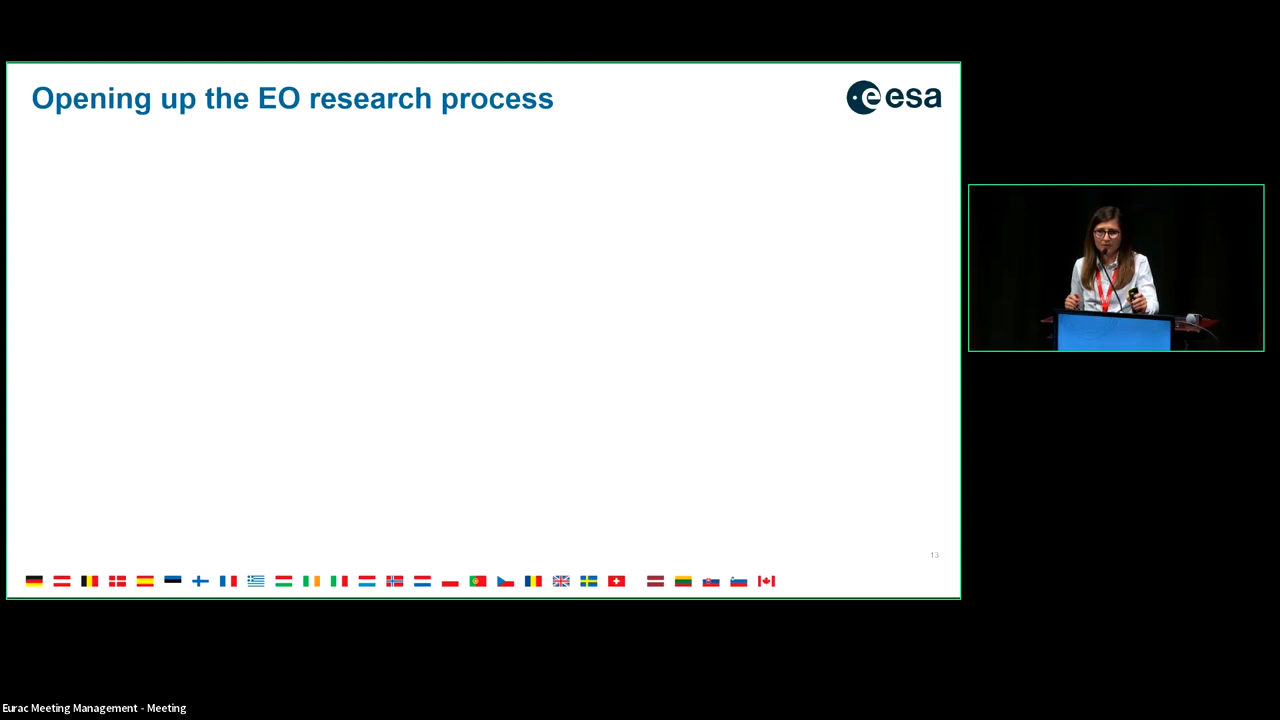 Opening up the EO research process
esa
13
Eurac Meeting Management - Meeting